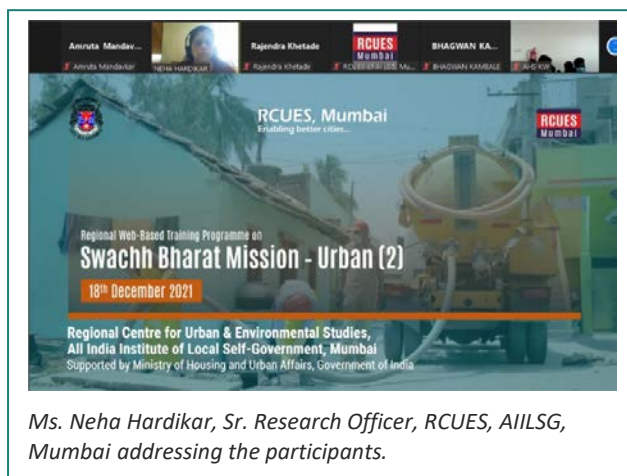 Amruta Mandav...
Rajendra Khetade
RCUES
Mumbai
BHAGWAN KA...
Amruta Mandavkar
NEHA HARDIKAR
Rajendra Khetade
BHAGWAN KAMBALE
AHS KW
RCUES, Mumbai
Enabling better cities...
RCUES
Mumbai
Regional Web-Based Training Programme on
Swachh Bharat Mission - Urban (2)
18th December 2021
Regional Centre for Urban & Environmental Studies,
All India Institute of Local Self-Government, Mumbai
Supported by Ministry of Housing and Urban Affairs, Government of India
Ms. Neha Hardikar, Sr. Research Officer, RCUES, AIILSG,
Mumbai addressing the participants.